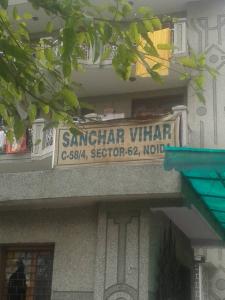 SANCHAR VIHAR
C-58/4, SECTOR-62, NOID